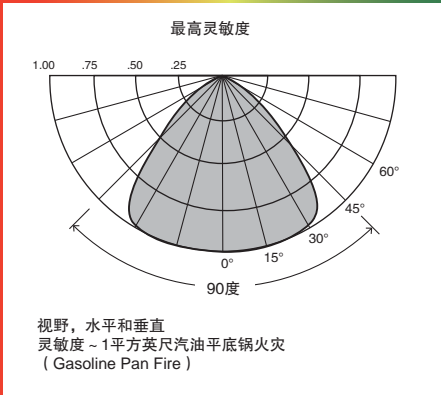 最高灵敏度
1.00 .75 .50 .25
60°
45°
30°
15°
0°
90度
视野，水平和垂直
灵敏度 ~ 1平方英尺汽油平底锅火灾
（Gasoline Pan Fire）